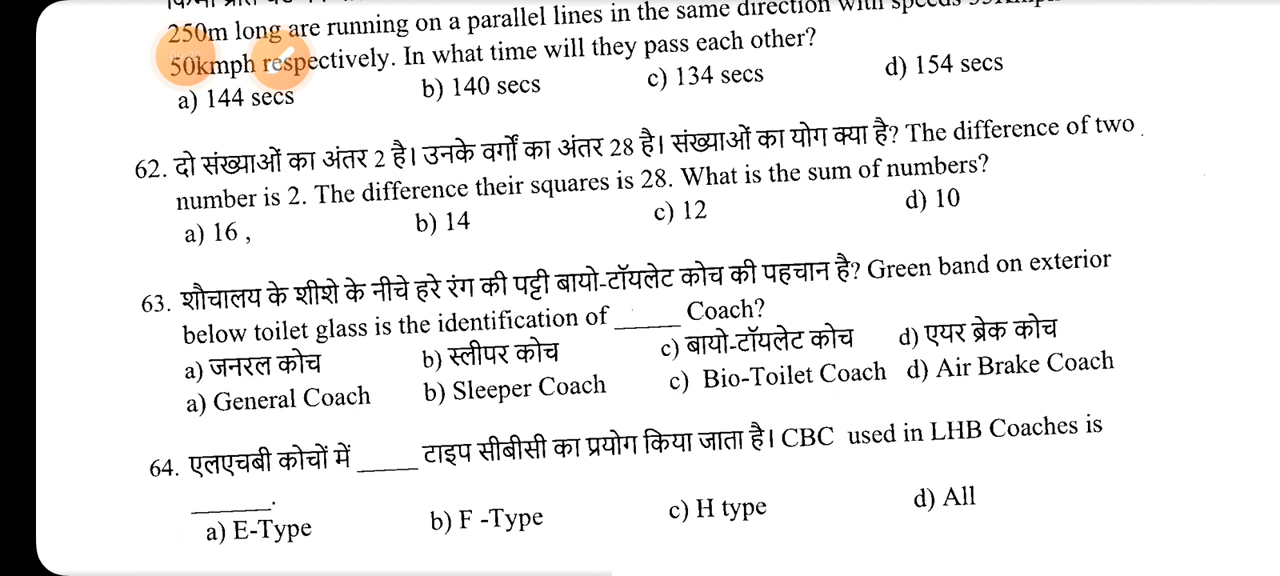 250m long are running on a parallel lines in the same direction with speeds
50kmph respectively. In what time will they pass each other?
a) 144 secs b) 140 secs c) 134 secs d) 154 secs
62. दो संख्याओं का अंतर 2 है। उनके वर्गों का अंतर 28 है। संख्याओं का योग क्या है? The difference of two
number is 2. The difference their squares is 28. What is the sum of numbers?
a) 16 , b) 14 c) 12 d) 10
63. शौचालय के शीशे के नीचे हरे रंग की पट्टी बायो-टॉयलेट कोच की पहचान है? Green band on exterior
below toilet glass is the identification of _____ Coach?
a) जनरल कोच b) स्लीपर कोच c) बायो-टॉयलेट कोच d) एयर ब्रेक कोच
a) General Coach b) Sleeper Coach c) Bio-Toilet Coach d) Air Brake Coach
64. एलएचबी कोचों में _____ टाइप सीबीसी का प्रयोग किया जाता है। CBC used in LHB Coaches is
_______.
a) E-Type b) F -Type c) H type d) All